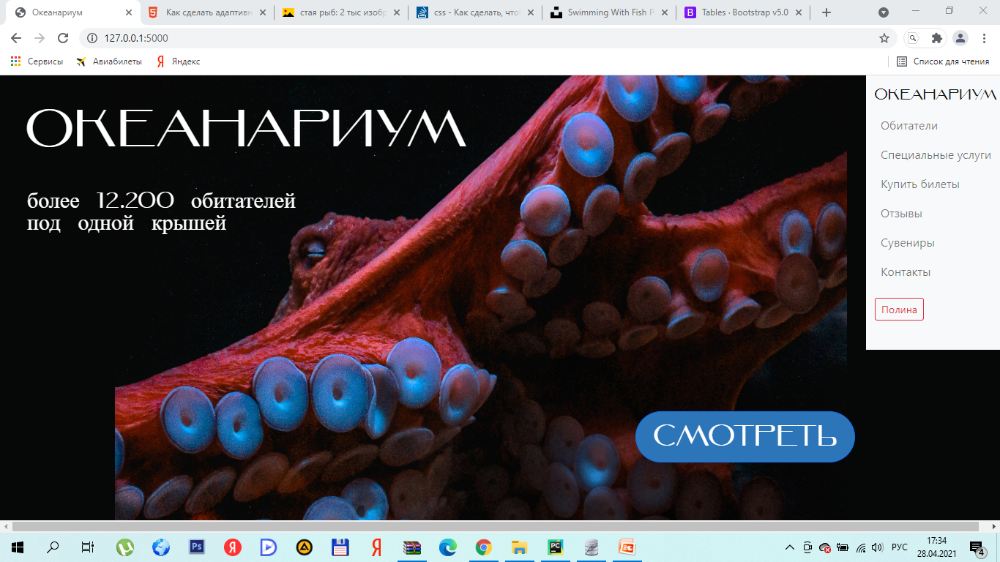 Океанариум
Как сделать адаптивн
стая рыб: 2 тыс изобр
css - Как сделать, что
Swimming With Fish P
Tables · Bootstrap v5.0
127.0.0.1:5000
Сервисы
Авиабилеты
Яндекс
Список для чтения
ОКЕАНАРИУМ
более 12.200 обитателей
под одной крышей
СМОТРЕТЬ
ОКЕАНАРИУМ
Обитатели
Специальные услуги
Купить билеты
Отзывы
Сувениры
Контакты
Полина
РУС
17:34
28.04.2021
4